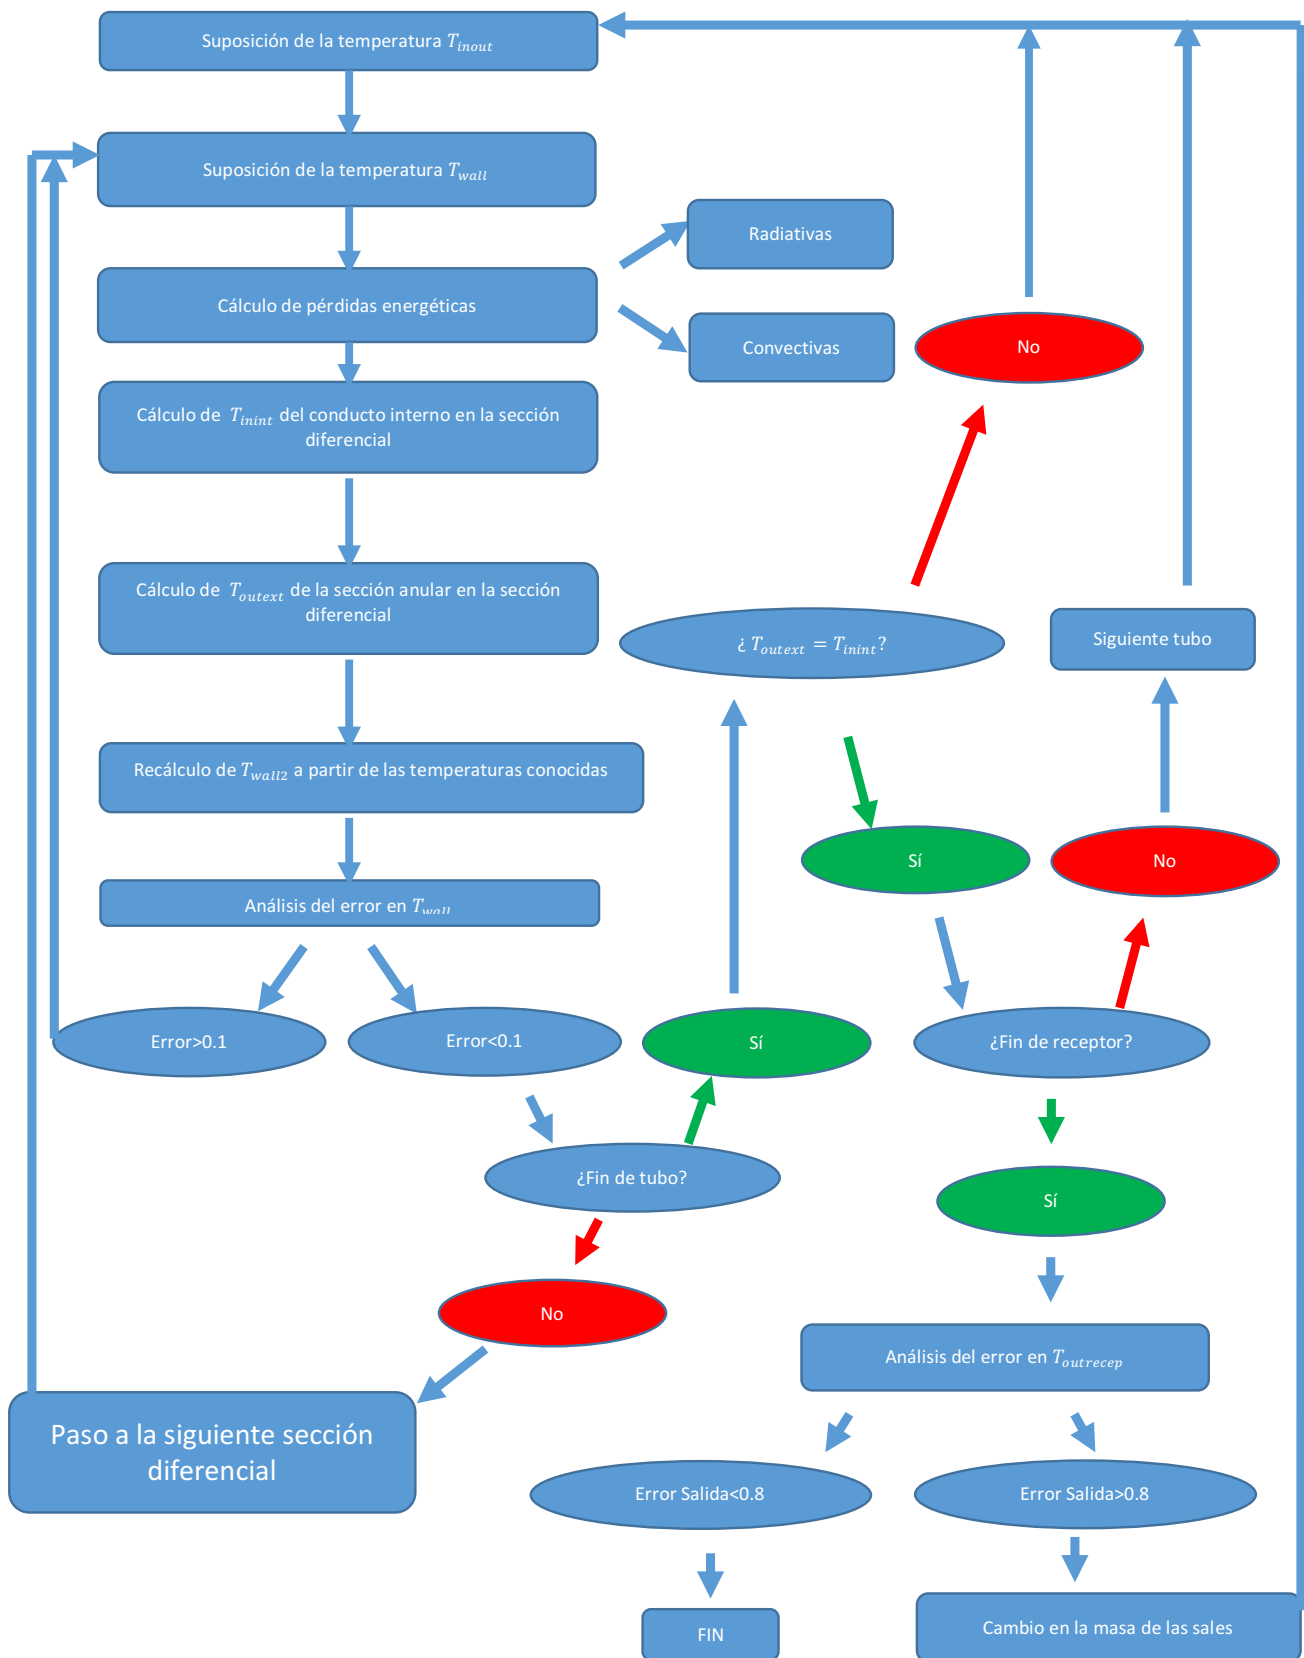 Suposición de la temperatura T_inout
Suposición de la temperatura T_wall
Radiativas
Cálculo de pérdidas energéticas
Convectivas
No
Cálculo de T_inint del conducto interno en la sección
diferencial
Cálculo de T_outext de la sección anular en la sección
diferencial
¿ T_outext = T_inint?
Siguiente tubo
Recálculo de T_wall2 a partir de las temperaturas conocidas
Sí
No
Análisis del error en T_wall
Error>0.1
Error<0.1
Sí
¿Fin de receptor?
¿Fin de tubo?
Sí
No
Análisis del error en T_outrecep
Paso a la siguiente sección
diferencial
Error Salida<0.8
Error Salida>0.8
FIN
Cambio en la masa de las sales